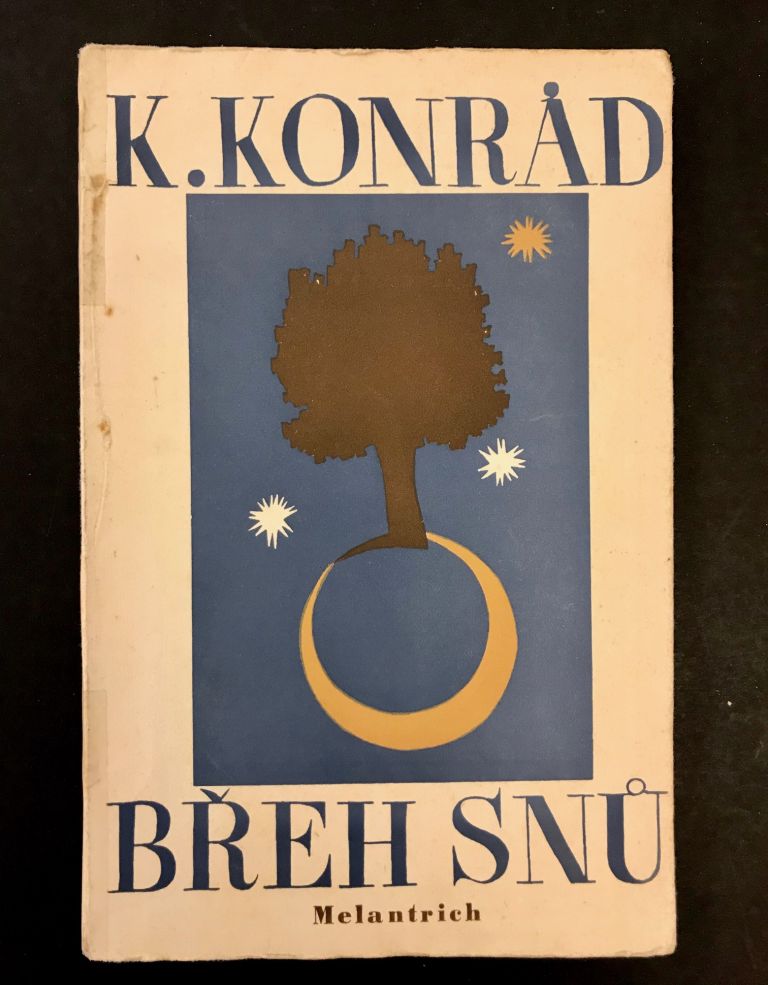 K. KONRÁD
BŘEH SNŮ
Melantrich